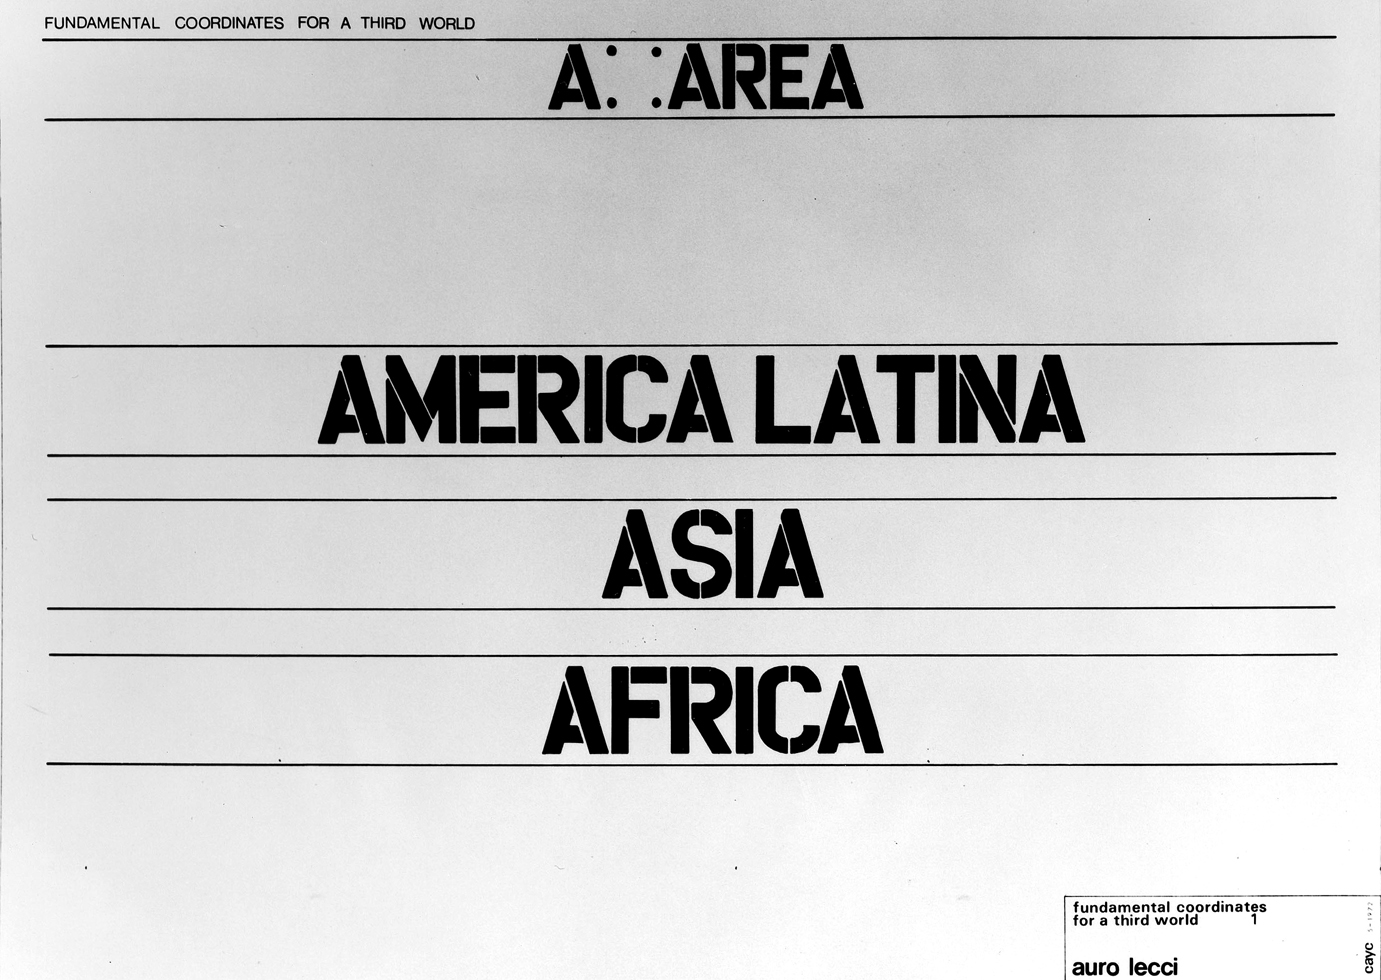 FUNDAMENTAL COORDINATES FOR A THIRD WORLD
A: :AREA
AMERICA LATINA
ASIA
AFRICA
fundamental coordinates
for a third world 1
auro lecci
cayc